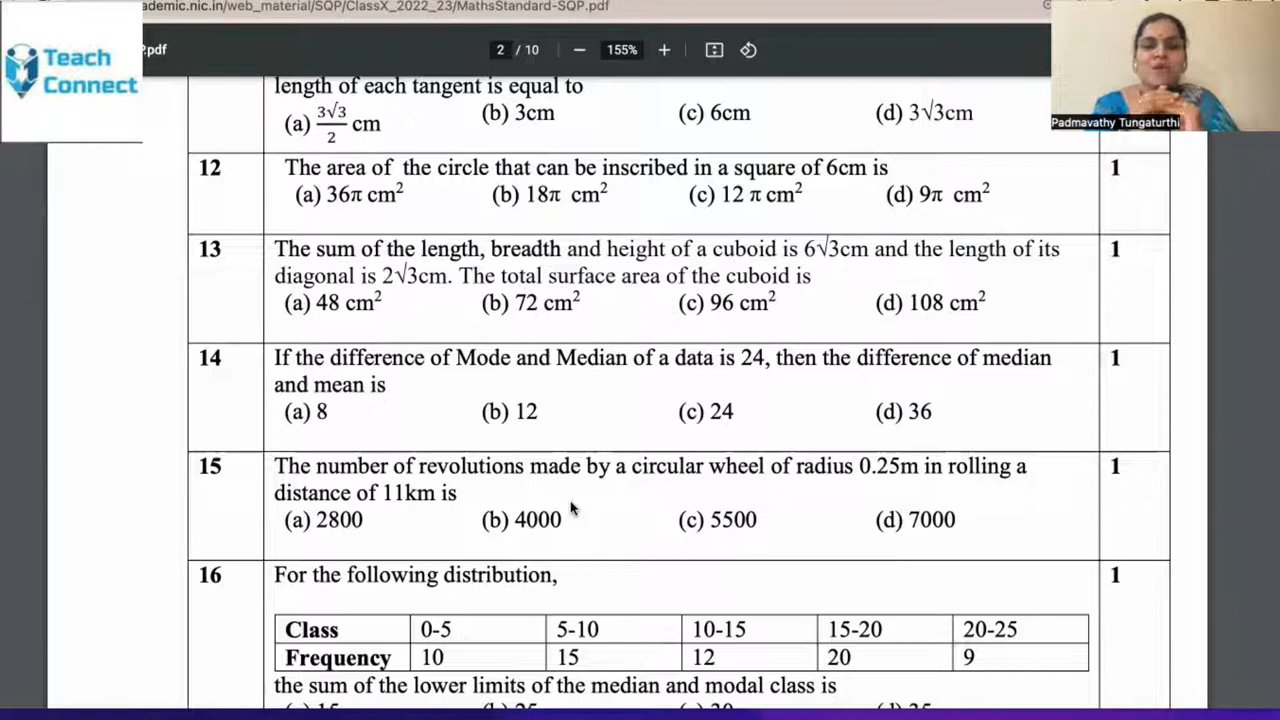 ademic.nic.in/web_material/SQP/ClassX_2022_23/MathsStandard-SQP.pdf
Teach
Connect
.pdf
2 / 10
155%
Padmavathy Tungaturthi
length of each tangent is equal to
(a) 3√3/2 cm (b) 3cm (c) 6cm (d) 3√3cm
12 The area of the circle that can be inscribed in a square of 6cm is 1
(a) 36π cm² (b) 18π cm² (c) 12 π cm² (d) 9π cm²
13 The sum of the length, breadth and height of a cuboid is 6√3cm and the length of its 1
diagonal is 2√3cm. The total surface area of the cuboid is
(a) 48 cm² (b) 72 cm² (c) 96 cm² (d) 108 cm²
14 If the difference of Mode and Median of a data is 24, then the difference of median 1
and mean is
(a) 8 (b) 12 (c) 24 (d) 36
15 The number of revolutions made by a circular wheel of radius 0.25m in rolling a 1
distance of 11km is
(a) 2800 (b) 4000 (c) 5500 (d) 7000
16 For the following distribution, 1
Class 0-5 5-10 10-15 15-20 20-25
Frequency 10 15 12 20 9
the sum of the lower limits of the median and modal class is